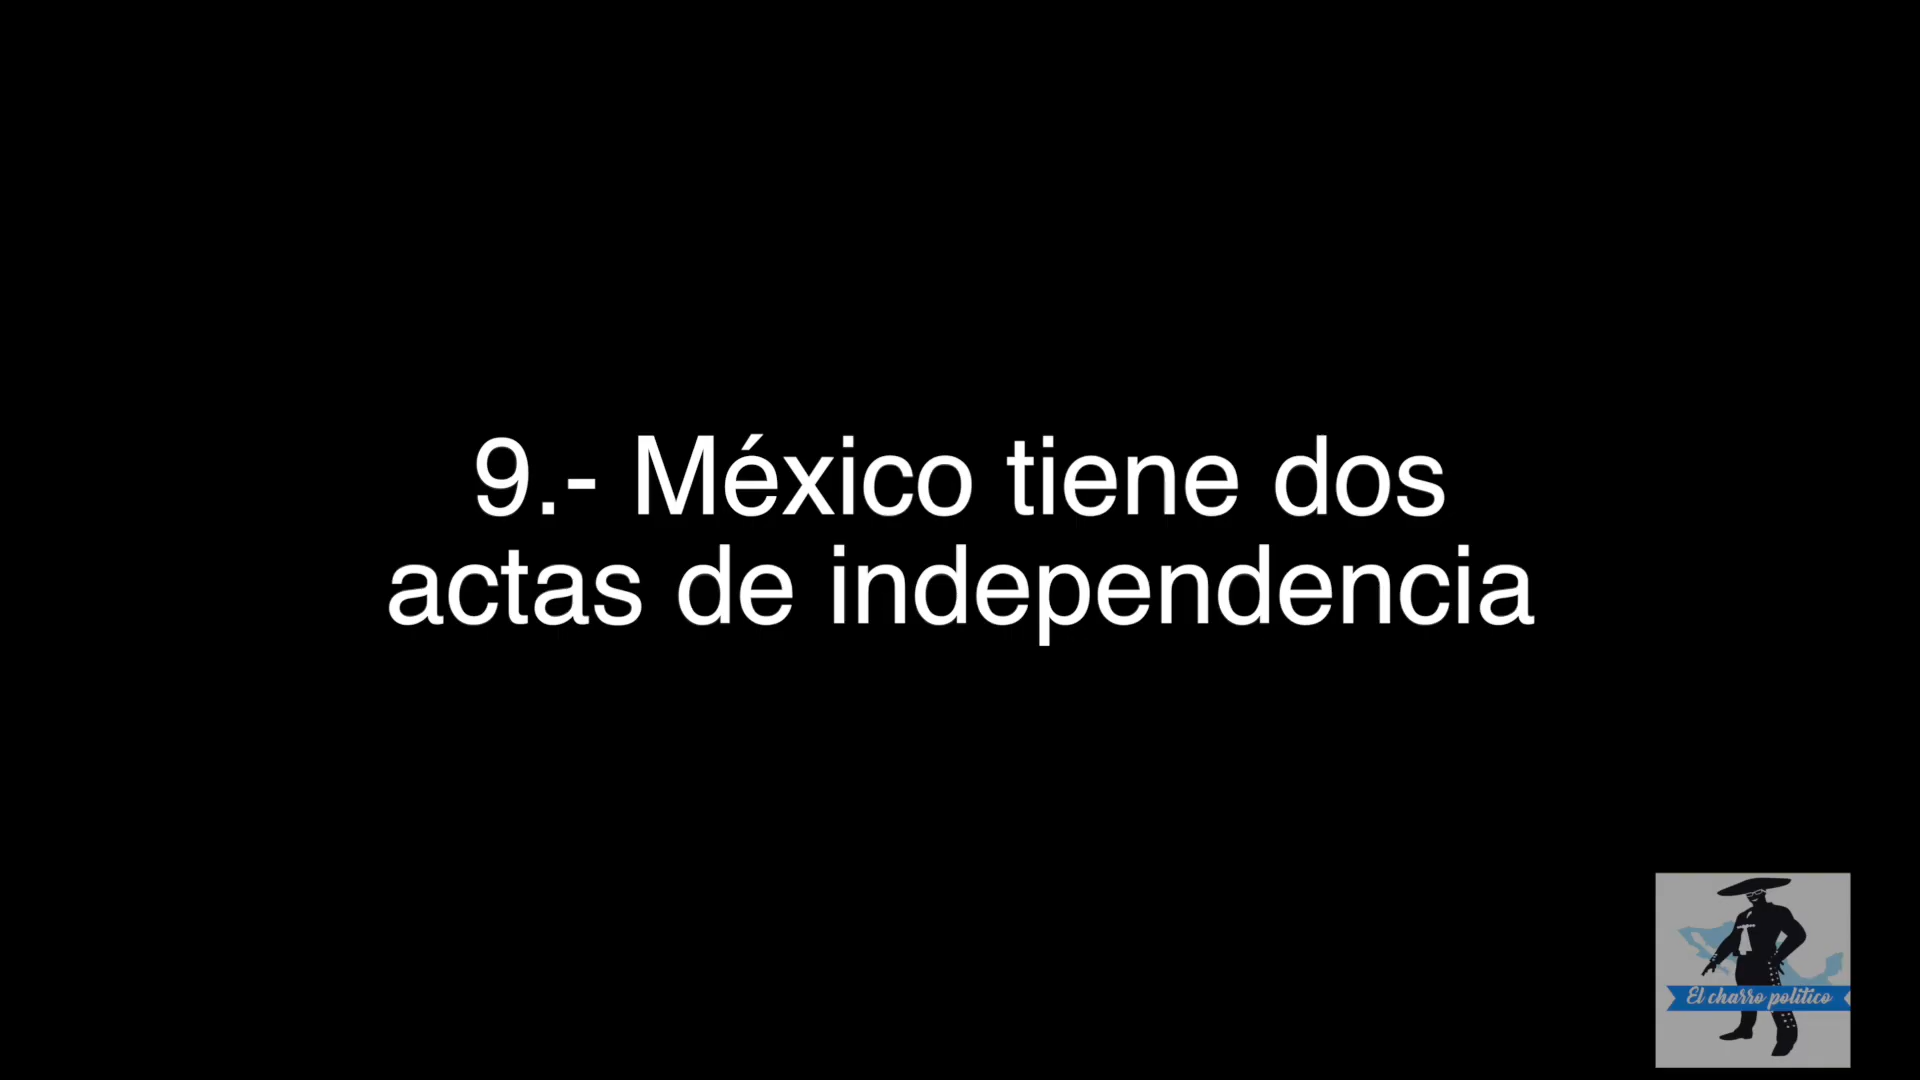 9.- México tiene dos
actas de independencia
El charro político